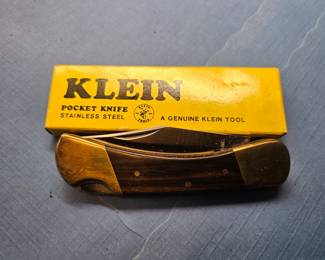 KLEIN
POCKET KNIFE
STAINLESS STEEL
A GENUINE KLEIN TOOL